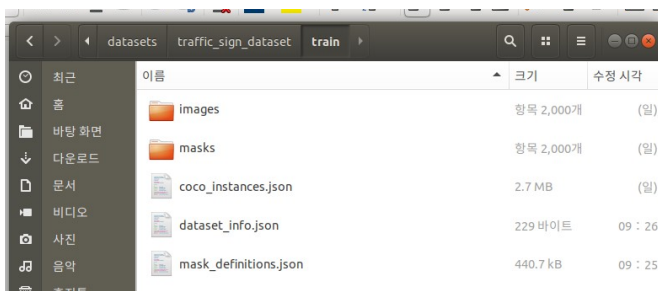 datasets traffic_sign_dataset train
이름 크기 수정 시각
최근
홈
바탕 화면
다운로드
문서
비디오
사진
음악
images 항목 2,000개 (일)
masks 항목 2,000개 (일)
coco_instances.json 2.7 MB (일)
dataset_info.json 229 바이트 09 : 26
mask_definitions.json 440.7 kB 09 : 25